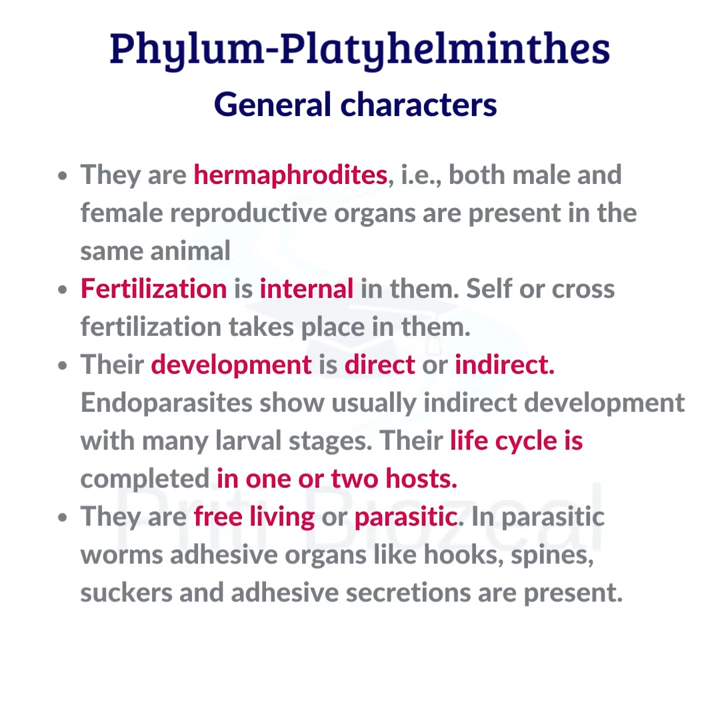 Phylum-Platyhelminthes
General characters
• They are hermaphrodites, i.e., both male and
female reproductive organs are present in the
same animal
• Fertilization is internal in them. Self or cross
fertilization takes place in them.
• Their development is direct or indirect.
Endoparasites show usually indirect development
with many larval stages. Their life cycle is
completed in one or two hosts.
• They are free living or parasitic. In parasitic
worms adhesive organs like hooks, spines,
suckers and adhesive secretions are present.
Priti Biozeal